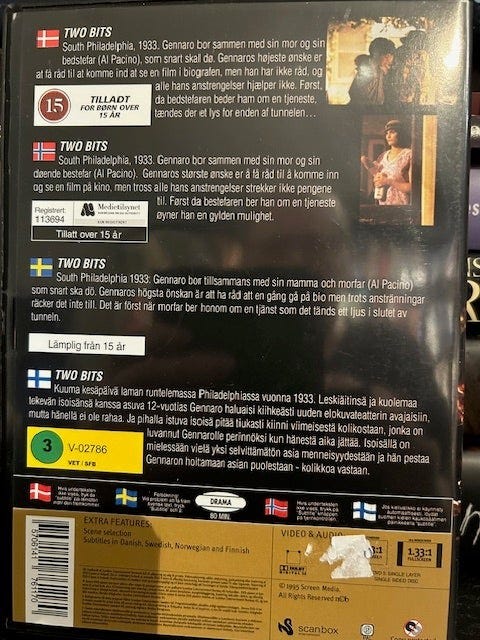 TWO BITS
South Philadelphia, 1933. Gennaro bor sammen med sin mor og sin
bedstefar (Al Pacino), som snart skal dø. Gennaros højeste ønske er
at få råd til at komme ind at se en film i biografen, men han har ikke råd, og
alle hans anstrengelser hjælper ikke. Først,
da bedstefaren beder ham om en tjeneste,
tændes der et lys for enden af tunnelen...
15
TILLADT
FOR BØRN OVER
15 ÅR
TWO BITS
South Philadelphia, 1933. Gennaro bor sammen med sin mor og sin
døende bestefar (Al Pacino). Gennaros største ønske er å få råd til å komme inn
og se en film på kino, men tross alle hans anstrengelser strekker ikke pengene
til. Først da bestefaren ber ham om en tjeneste
øyner han en gylden mulighet.
Registrert:
113694
Medietilsynet
Tillatt over 15 år
TWO BITS
South Philadelphia 1933: Gennaro bor tillsammans med sin mamma och morfar (Al Pacino)
som snart ska dö. Gennaros högsta önskan är att ha råd att en gång gå på bio men trots ansträngningar
räcker det inte till. Det är först när morfar ber honom om en tjänst som det tänds ett ljus i slutet av
tunneln.
Lämplig från 15 år
TWO BITS
Kuuma kesäpäivä laman runtelemassa Philadelphiassa vuonna 1933. Leskiäitinsä ja kuolemaa
tekevän isoisänsä kanssa asuva 12-vuotias Gennaro haluaisi kiihkeästi uuden elokuvateatterin avajaisiin,
mutta hänellä ei ole rahaa. Ja pihalla istuva isoisä pitää tiukasti kiinni viimeisestä kolikostaan, jonka on
luvannut Gennarolle perinnöksi kun hänestä aika jättää. Isoisällä on
mielessään vielä yksi selvittämätön asia menneisyydestään ja hän pestaa
Gennaron hoitamaan asian puolestaan - kolikkoa vastaan.
3
V-02786
VET / SFB
DRAMA
80 MIN.
EXTRA FEATURES:
Scene selection
Subtitles in Danish, Swedish, Norwegian and Finnish
VIDEO & AUDIO
DOLBY
DIGITAL
1.33:1
FULLSCREEN
SINGLE LAYER
SINGLE SIDED DISC
© 1995 Screen Media.
All Rights Reserved
scanbox